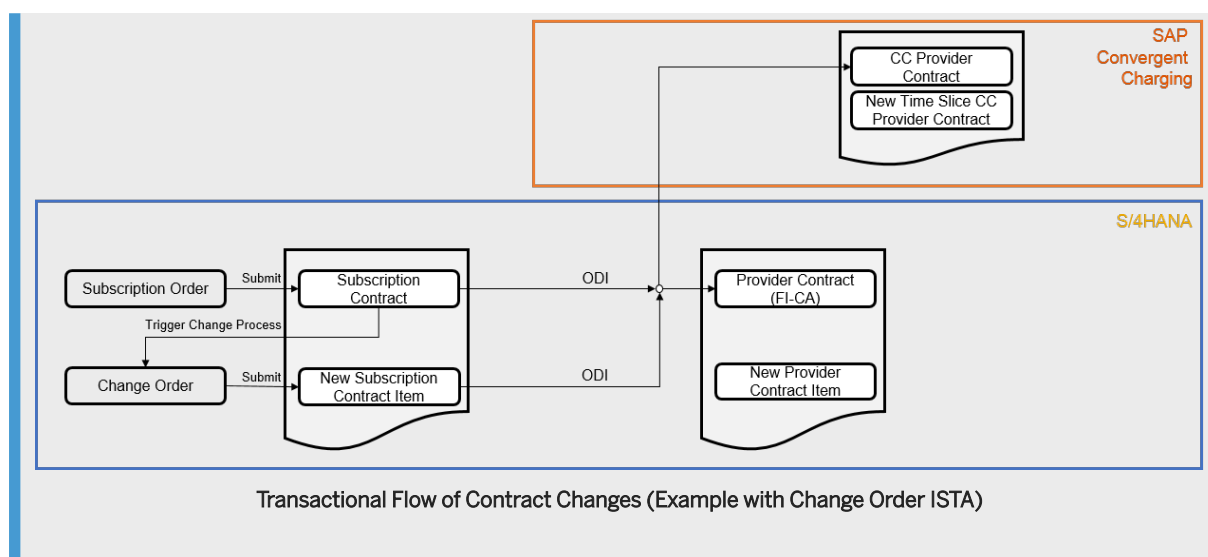 SAP
Convergent
Charging
CC Provider
Contract
New Time Slice CC
Provider Contract
S/4HANA
Subscription Order
Submit
Subscription
Contract
ODI
Provider Contract
(FI-CA)
Trigger Change Process
Change Order
Submit
New Subscription
Contract Item
ODI
New Provider
Contract Item
Transactional Flow of Contract Changes (Example with Change Order ISTA)